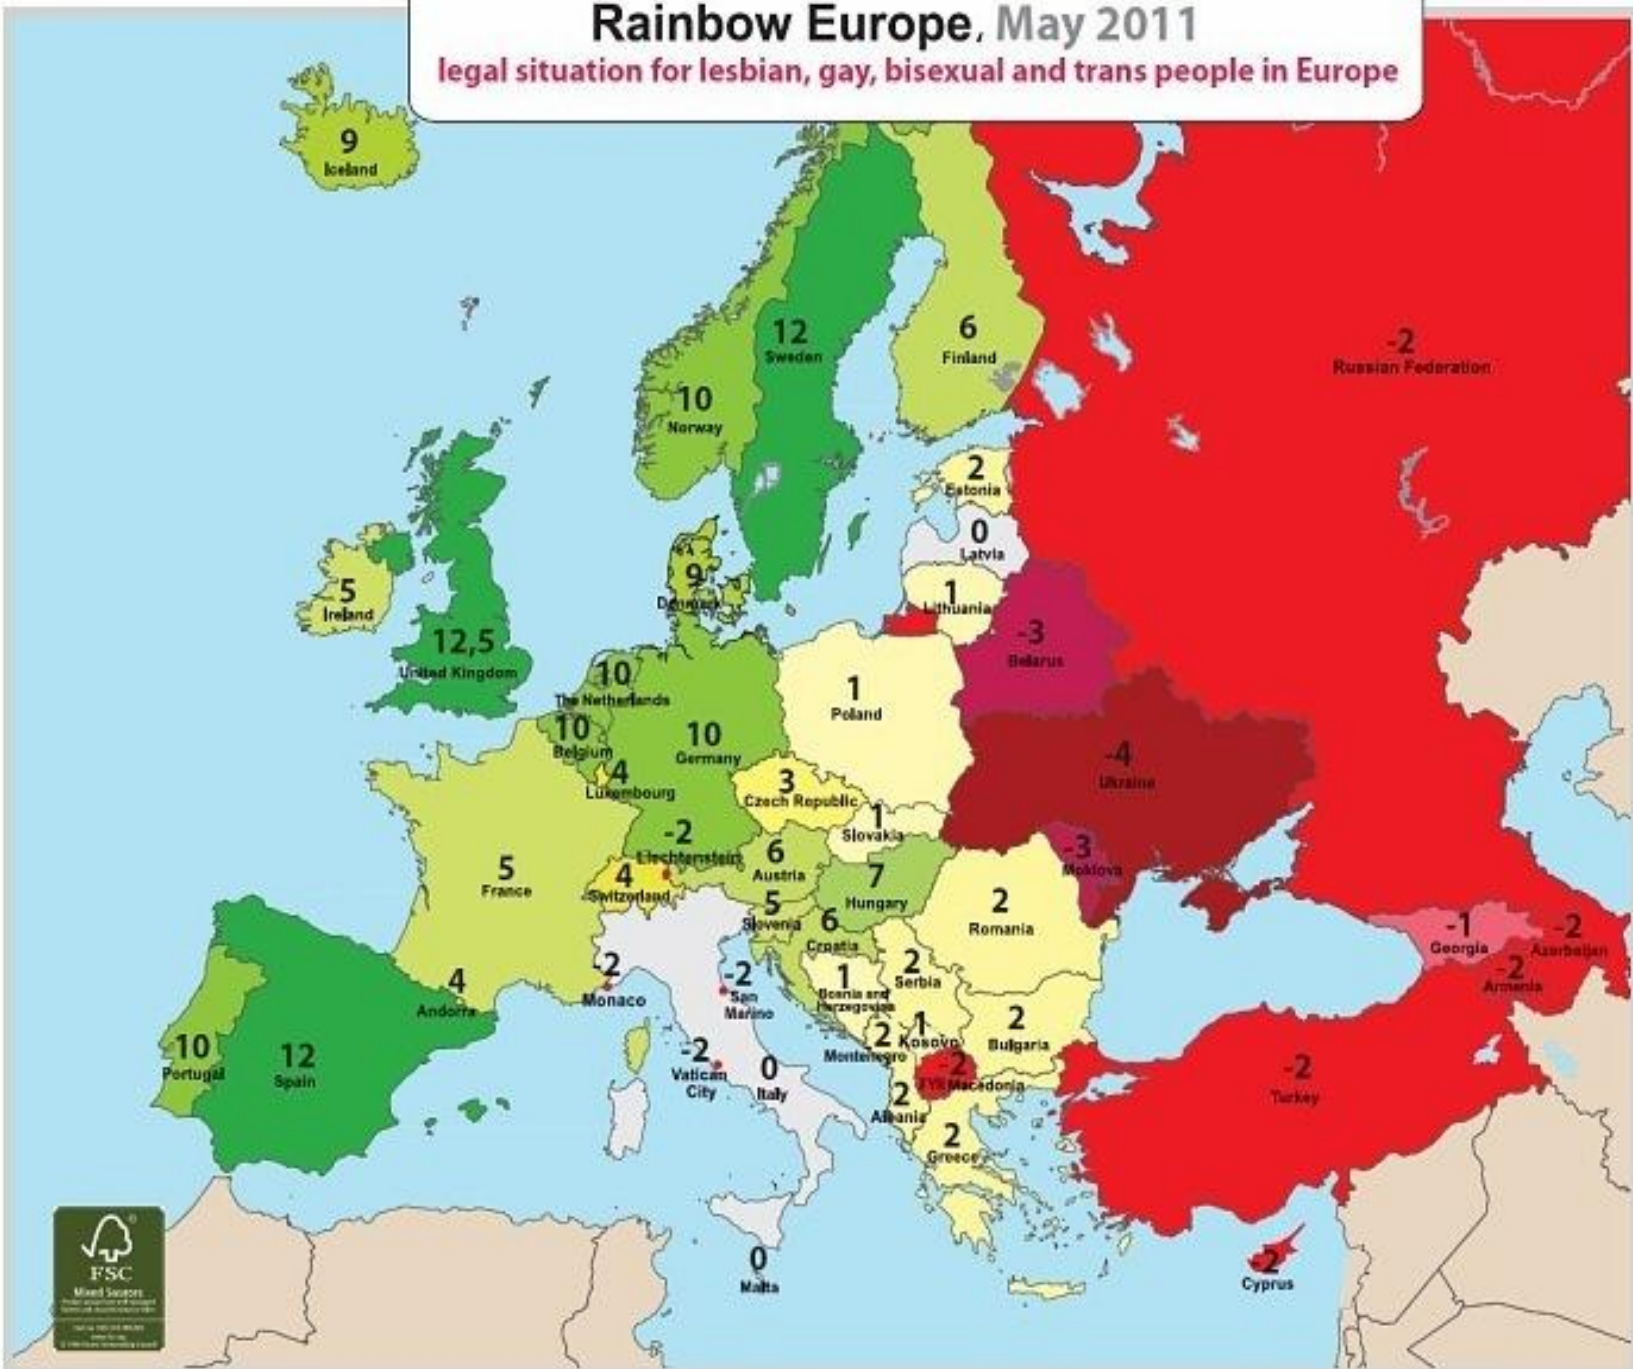 Rainbow Europe, May 2011
legal situation for lesbian, gay, bisexual and trans people in Europe
9
Iceland
12
Sweden
6
Finland
-2
Russian Federation
10
Norway
2
Estonia
0
Latvia
1
Lithuania
9
Denmark
5
Ireland
12,5
United Kingdom
-3
Belarus
10
The Netherlands
1
Poland
10
Belgium
10
Germany
-4
Ukraine
4
Luxembourg
3
Czech Republic
1
Slovakia
-2
Liechtenstein
6
Austria
-3
Moldova
5
France
4
Switzerland
7
Hungary
2
Romania
5
Slovenia
6
Croatia
-1
Georgia
-2
Azerbeijan
-2
Armenia
-2
Monaco
-2
San
Marino
1
Bosnia and
Herzegovina
2
Serbia
4
Andorra
2
Montenegro
1
Kosovo
2
Bulgaria
10
Portugal
12
Spain
-2
Vatican
City
0
Italy
-2
FYR Macedonia
2
Albania
-2
Turkey
2
Greece
0
Malta
-2
Cyprus
FSC
Mixed Sources